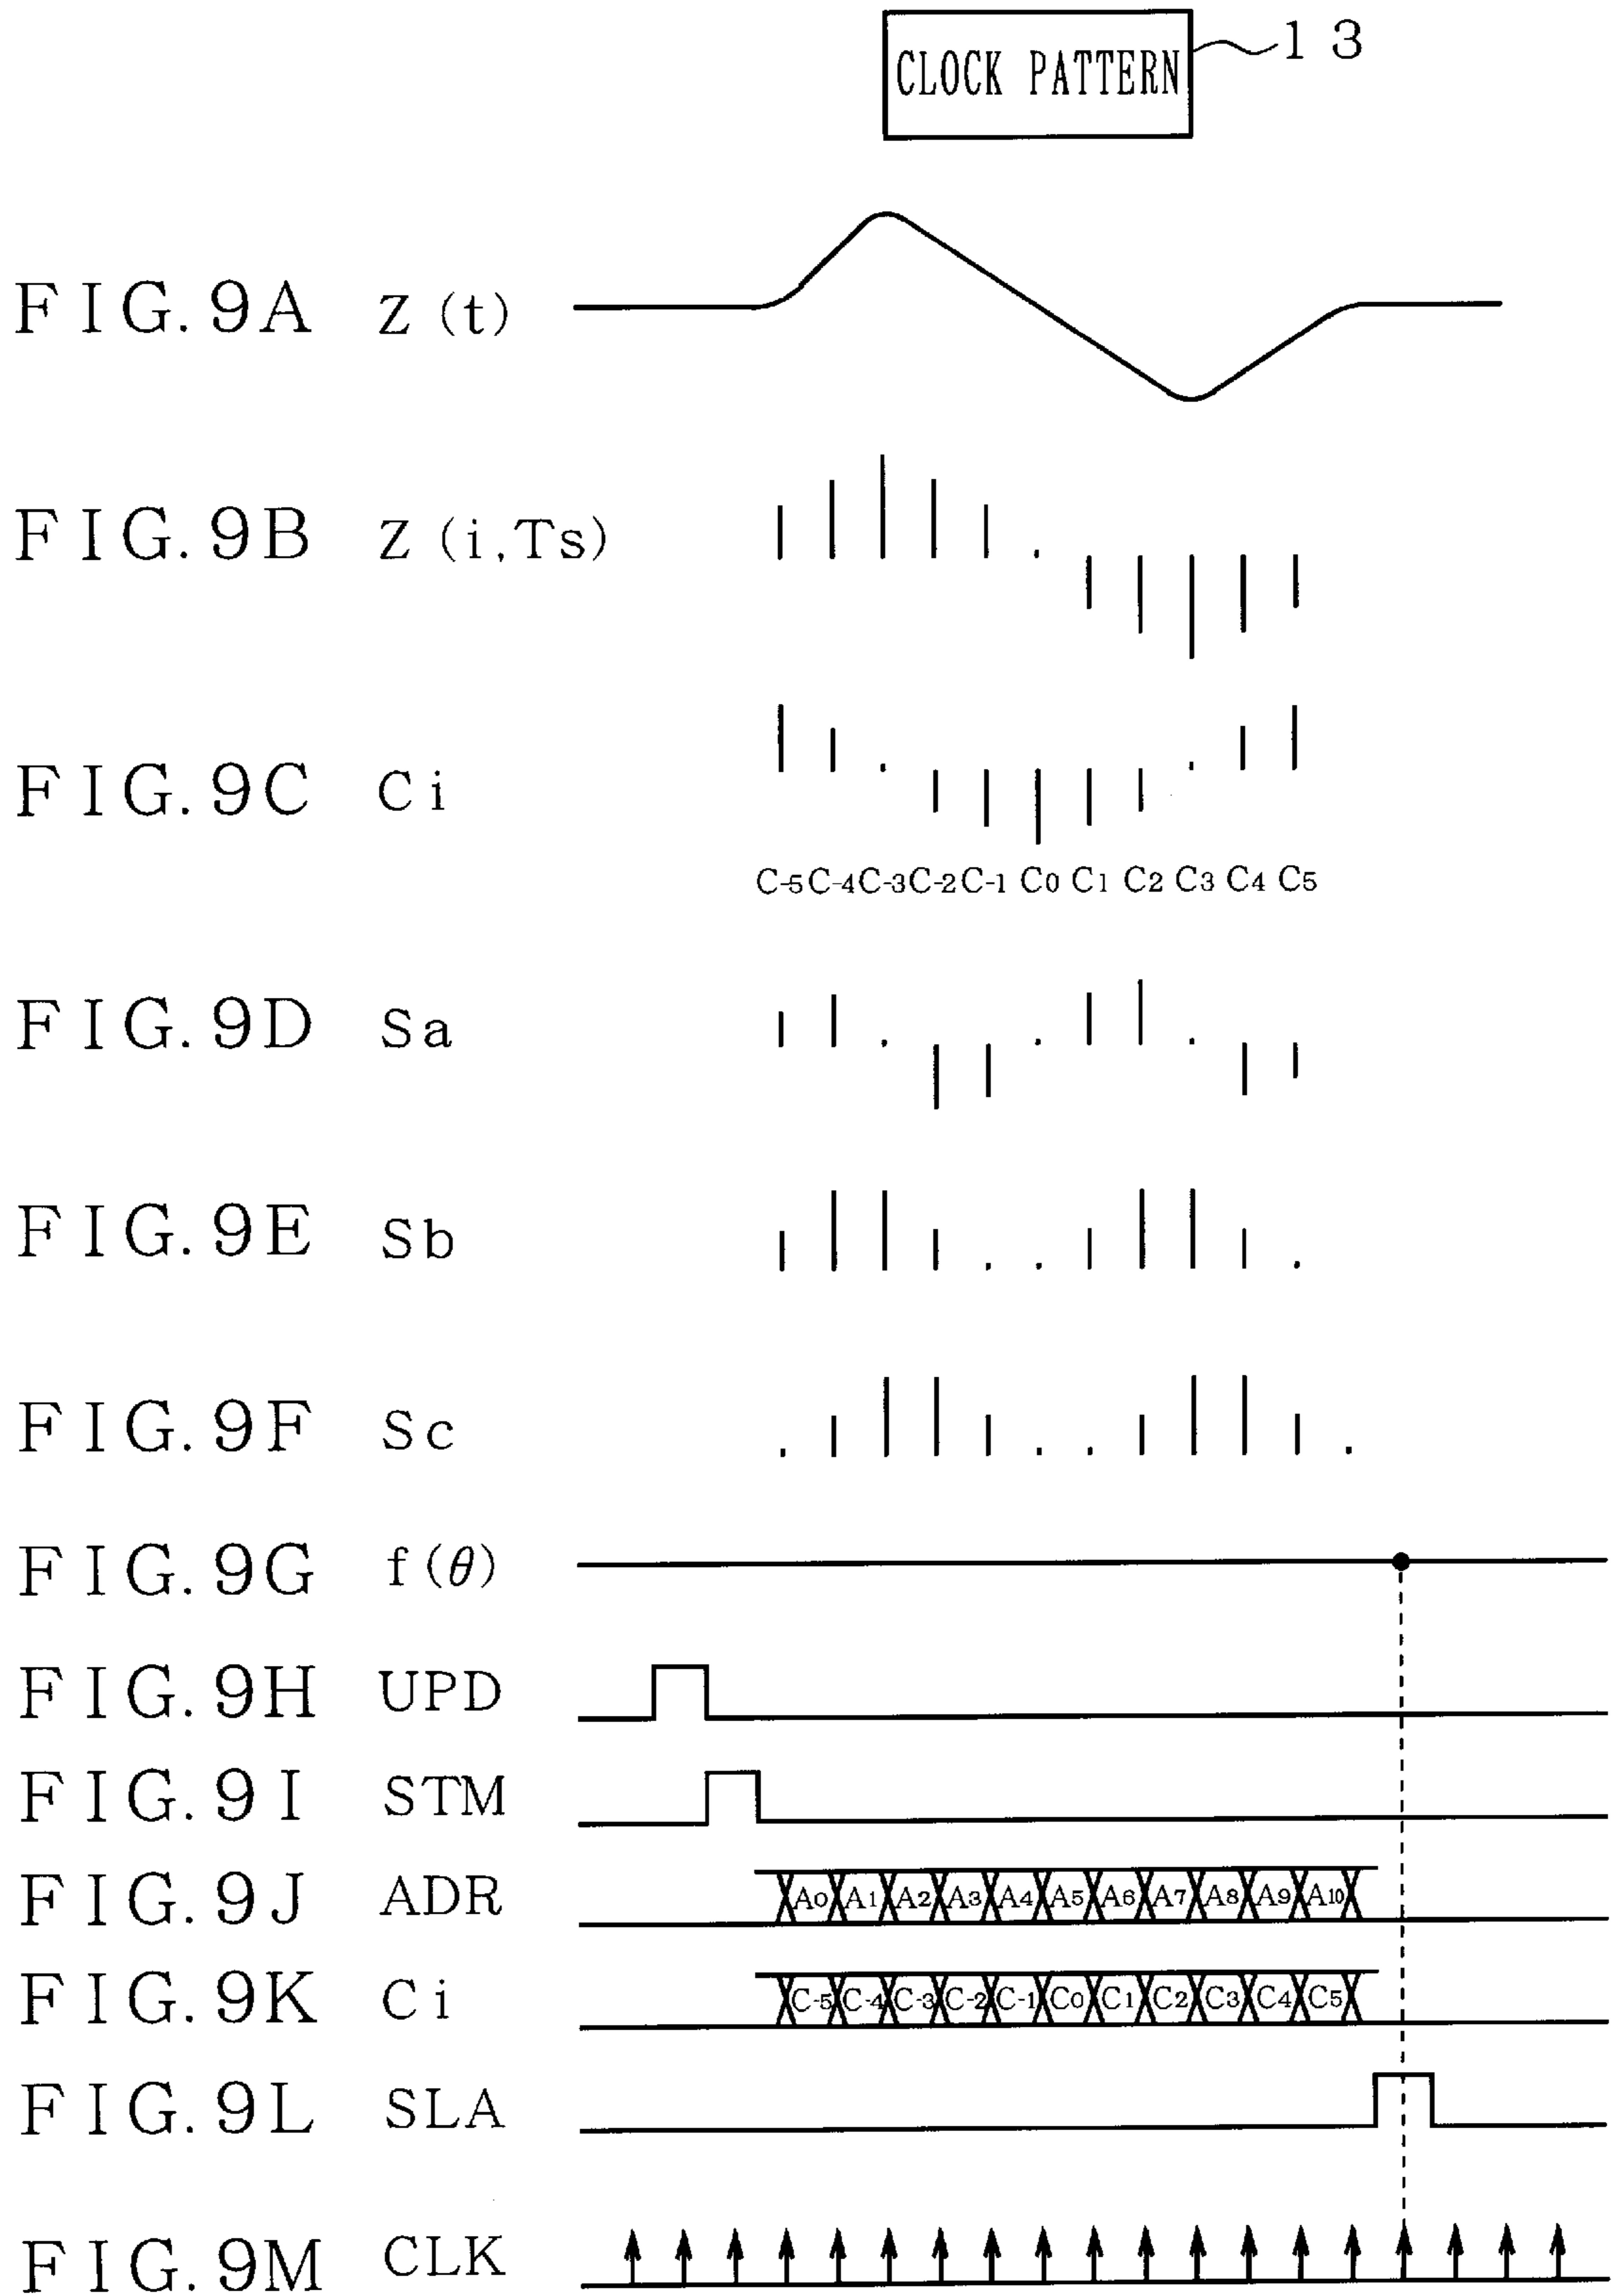 CLOCK PATTERN 13
FIG.9A Z(t)
FIG.9B Z(i,Ts)
FIG.9C Ci
C-5 C-4 C-3 C-2 C-1 C0 C1 C2 C3 C4 C5
FIG.9D Sa
FIG.9E Sb
FIG.9F Sc
FIG.9G f(θ)
FIG.9H UPD
FIG.9I STM
FIG.9J ADR A0 A1 A2 A3 A4 A5 A6 A7 A8 A9 A10
FIG.9K Ci C-5 C-4 C-3 C-2 C-1 C0 C1 C2 C3 C4 C5
FIG.9L SLA
FIG.9M CLK